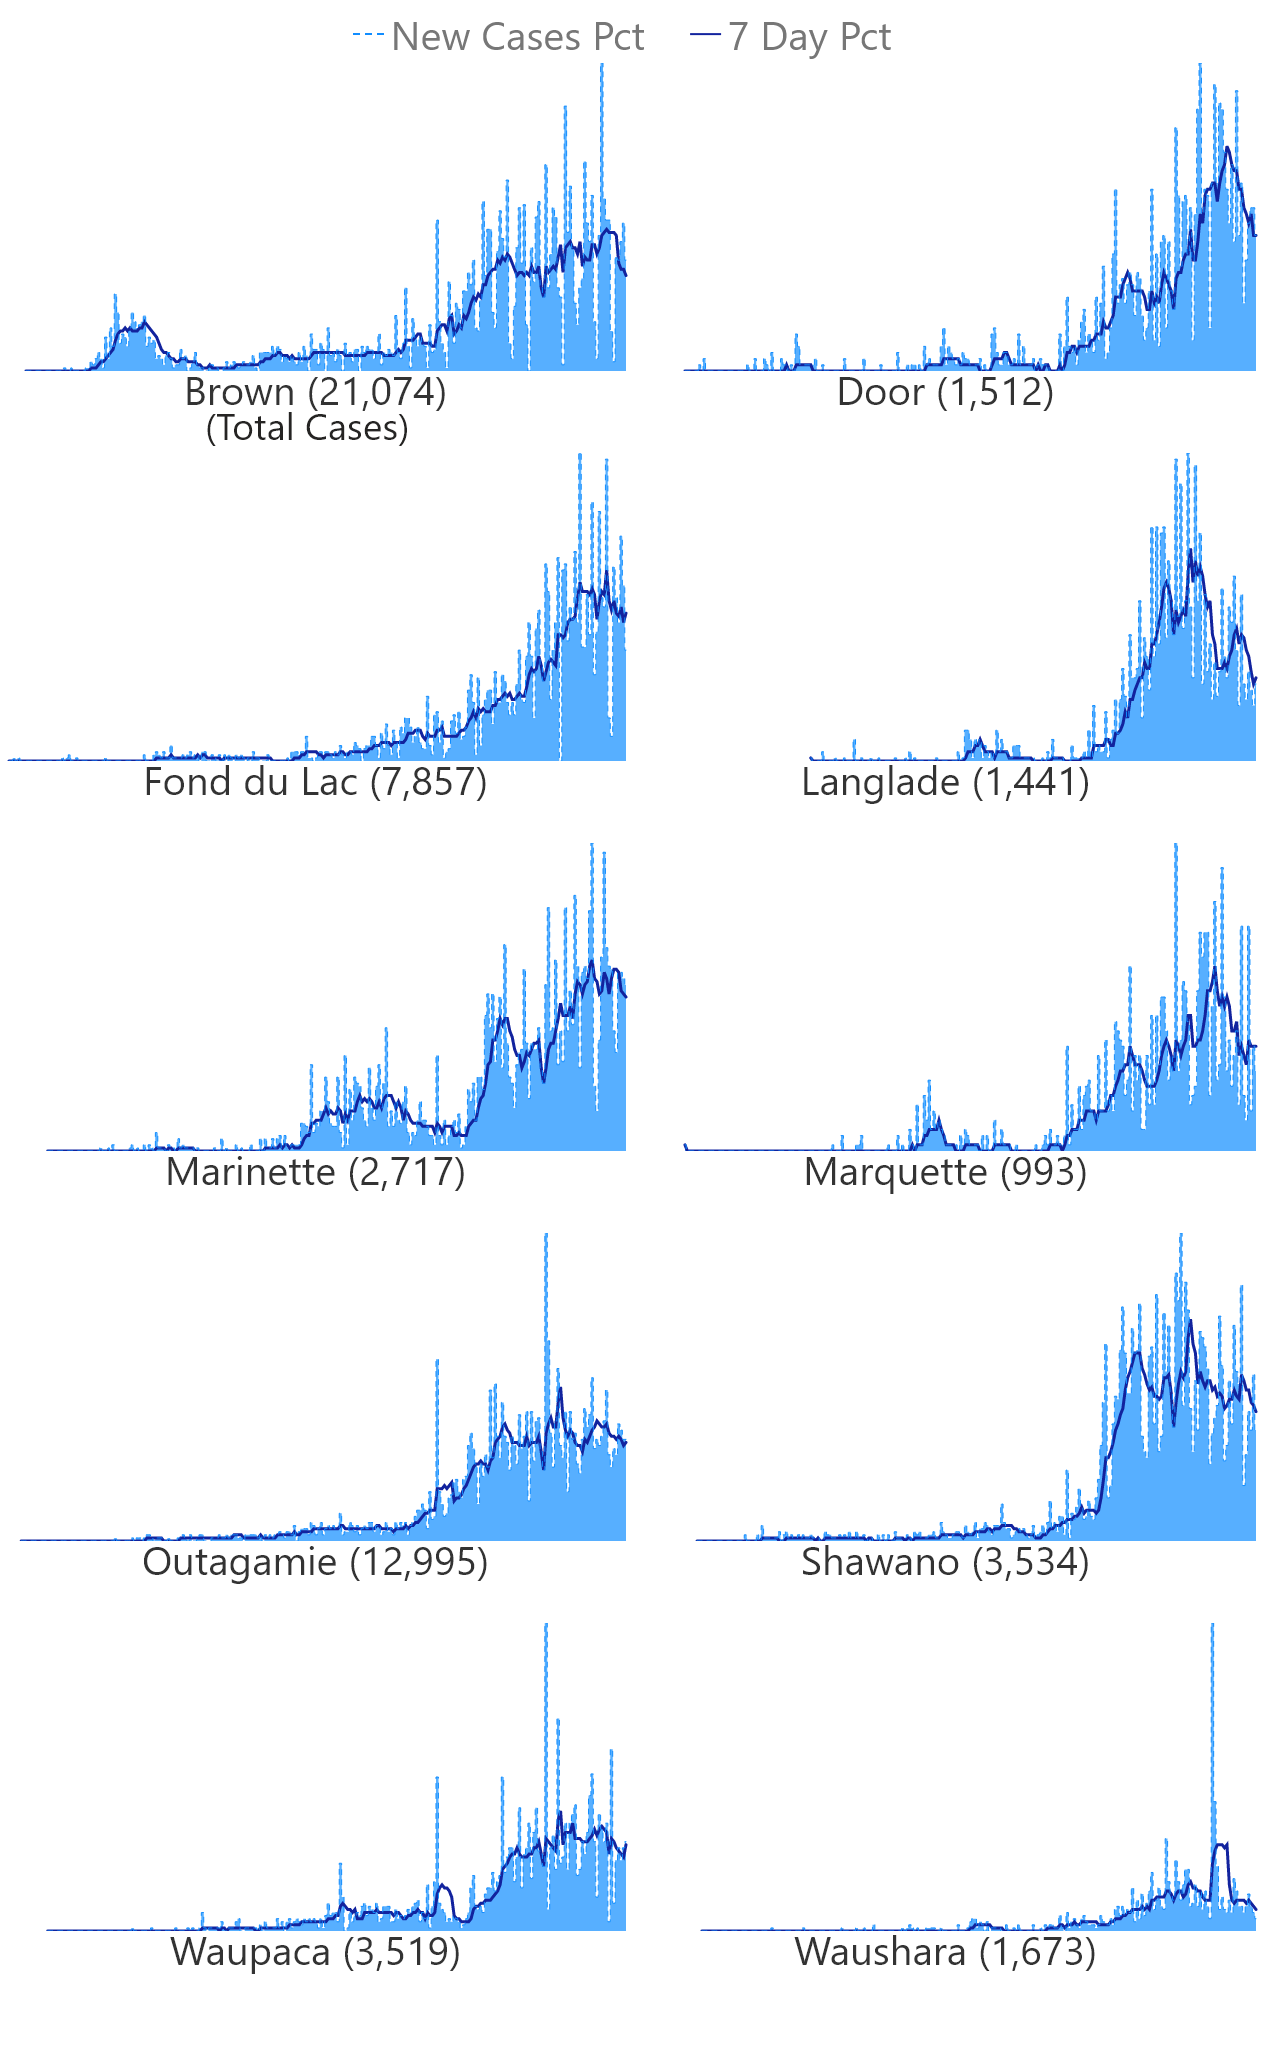 New Cases Pct 7 Day Pct
Brown (21,074) Door (1,512)
(Total Cases)
Fond du Lac (7,857) Langlade (1,441)
Marinette (2,717) Marquette (993)
Outagamie (12,995) Shawano (3,534)
Waupaca (3,519) Waushara (1,673)